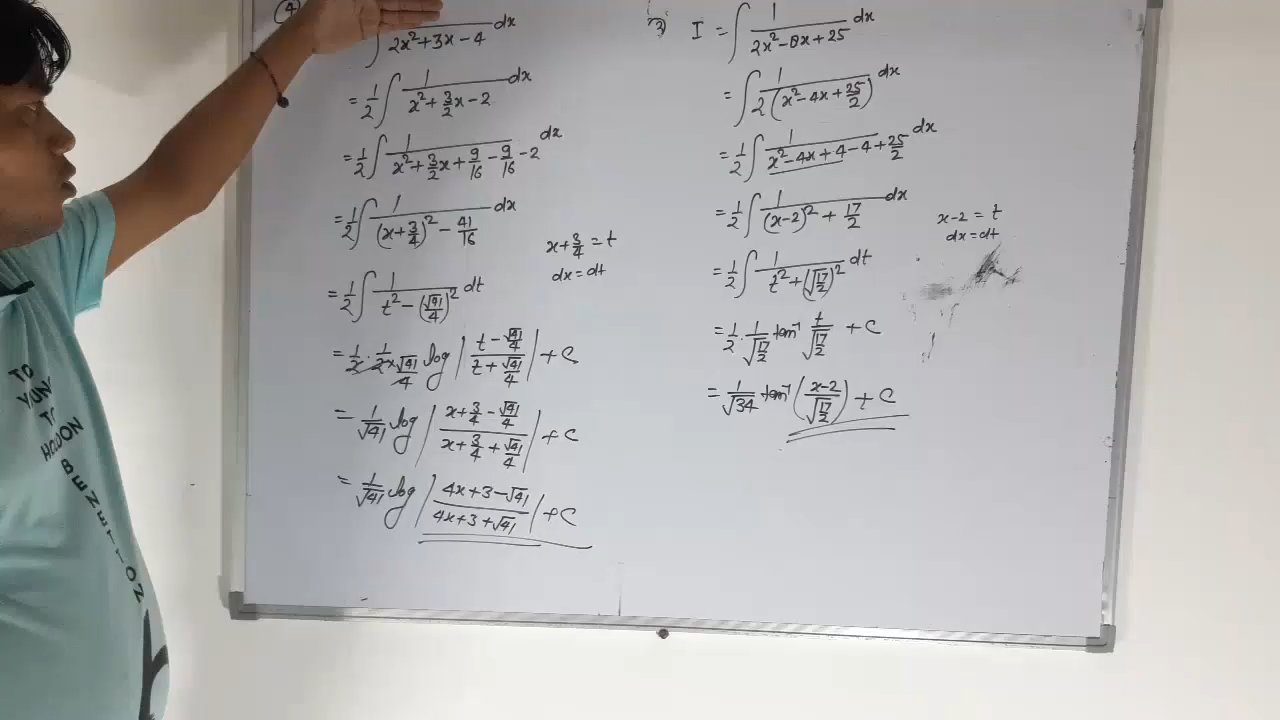 (4)
∫ dx/(2x²+3x-4)
= 1/2 ∫ 1/(x²+3/2x-2) dx
= 1/2 ∫ 1/(x²+3/2x+9/16-9/16-2) dx
= 1/2 ∫ 1/((x+3/4)²-41/16) dx
x+3/4=t
dx=dt
= 1/2 ∫ 1/(t²-(√41/4)²) dt
= 1/2 · 1/(2×√41/4) log |(t-√41/4)/(t+√41/4)| +C
= 1/√41 log |(x+3/4-√41/4)/(x+3/4+√41/4)| +C
= 1/√41 log |(4x+3-√41)/(4x+3+√41)| +C
3) I = ∫ 1/(2x²-8x+25) dx
= ∫ 1/(2(x²-4x+25/2)) dx
= 1/2 ∫ 1/(x²-4x+4-4+25/2) dx
= 1/2 ∫ 1/((x-2)²+17/2) dx
x-2=t
dx=dt
= 1/2 ∫ 1/(t²+(√17/2)²) dt
= 1/2 · 1/√17/2 tan⁻¹ t/√17/2 +C
= 1/√34 tan⁻¹ ((x-2)/√17/2) +C
TO
YOUNG
TO
HOLDON
BENETTON